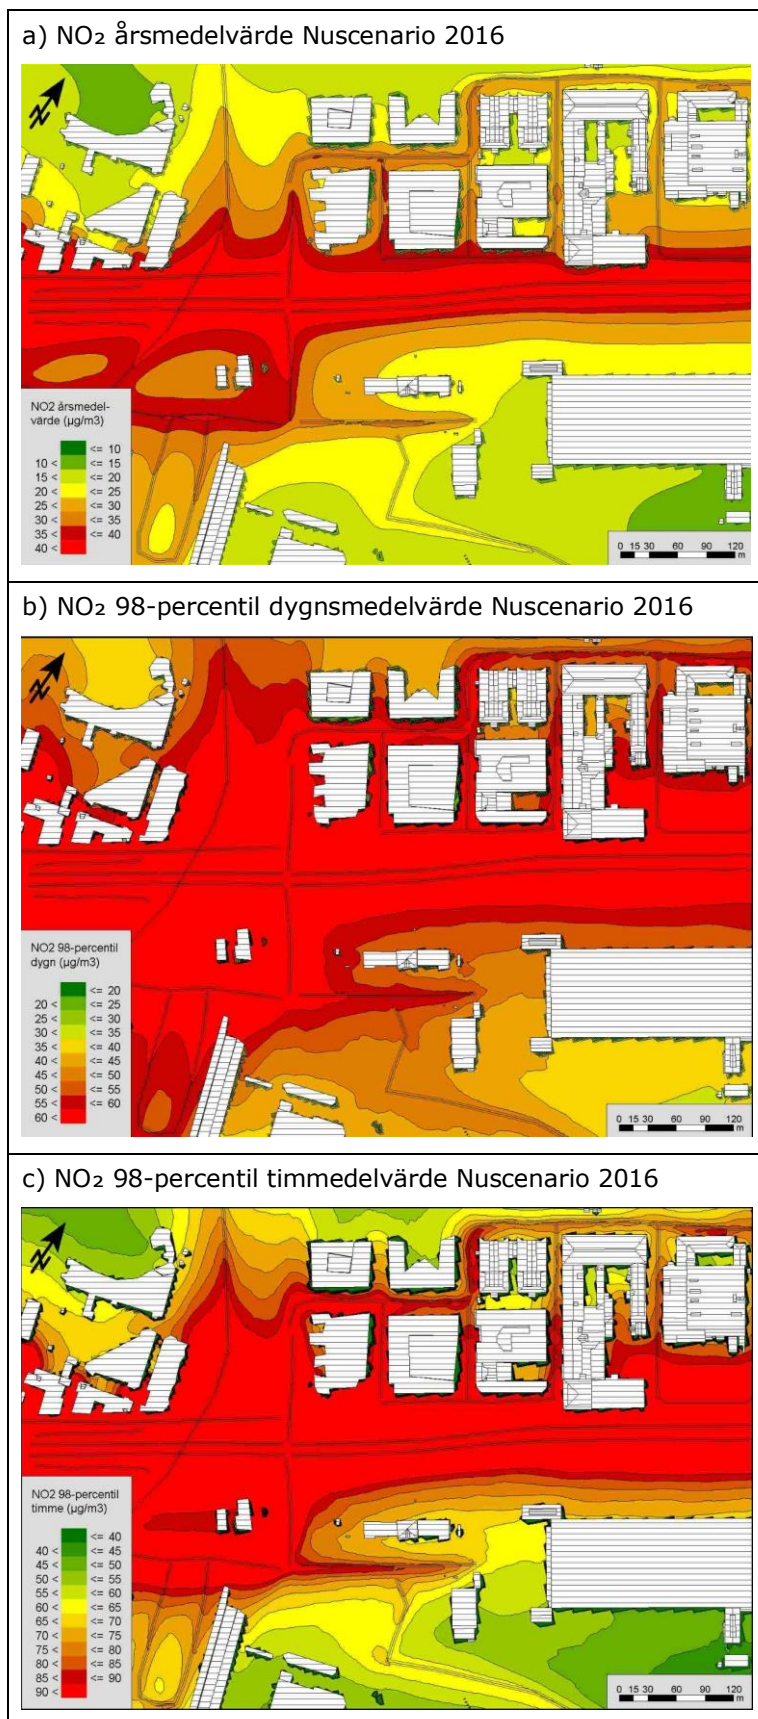 a) NO₂ årsmedelvärde Nuscenario 2016
N
NO2 årsmedel-
värde (µg/m3)
<= 10
10 < <= 15
15 < <= 20
20 < <= 25
25 < <= 30
30 < <= 35
35 < <= 40
40 <
0 15 30 60 90 120
m
b) NO₂ 98-percentil dygnsmedelvärde Nuscenario 2016
N
NO2 98-percentil
dygn (µg/m3)
<= 20
20 < <= 25
25 < <= 30
30 < <= 35
35 < <= 40
40 < <= 45
45 < <= 50
50 < <= 55
55 < <= 60
60 <
0 15 30 60 90 120
m
c) NO₂ 98-percentil timmedelvärde Nuscenario 2016
N
NO2 98-percentil
timme (µg/m3)
<= 40
40 < <= 45
45 < <= 50
50 < <= 55
55 < <= 60
60 < <= 65
65 < <= 70
70 < <= 75
75 < <= 80
80 < <= 85
85 < <= 90
90 <
0 15 30 60 90 120
m